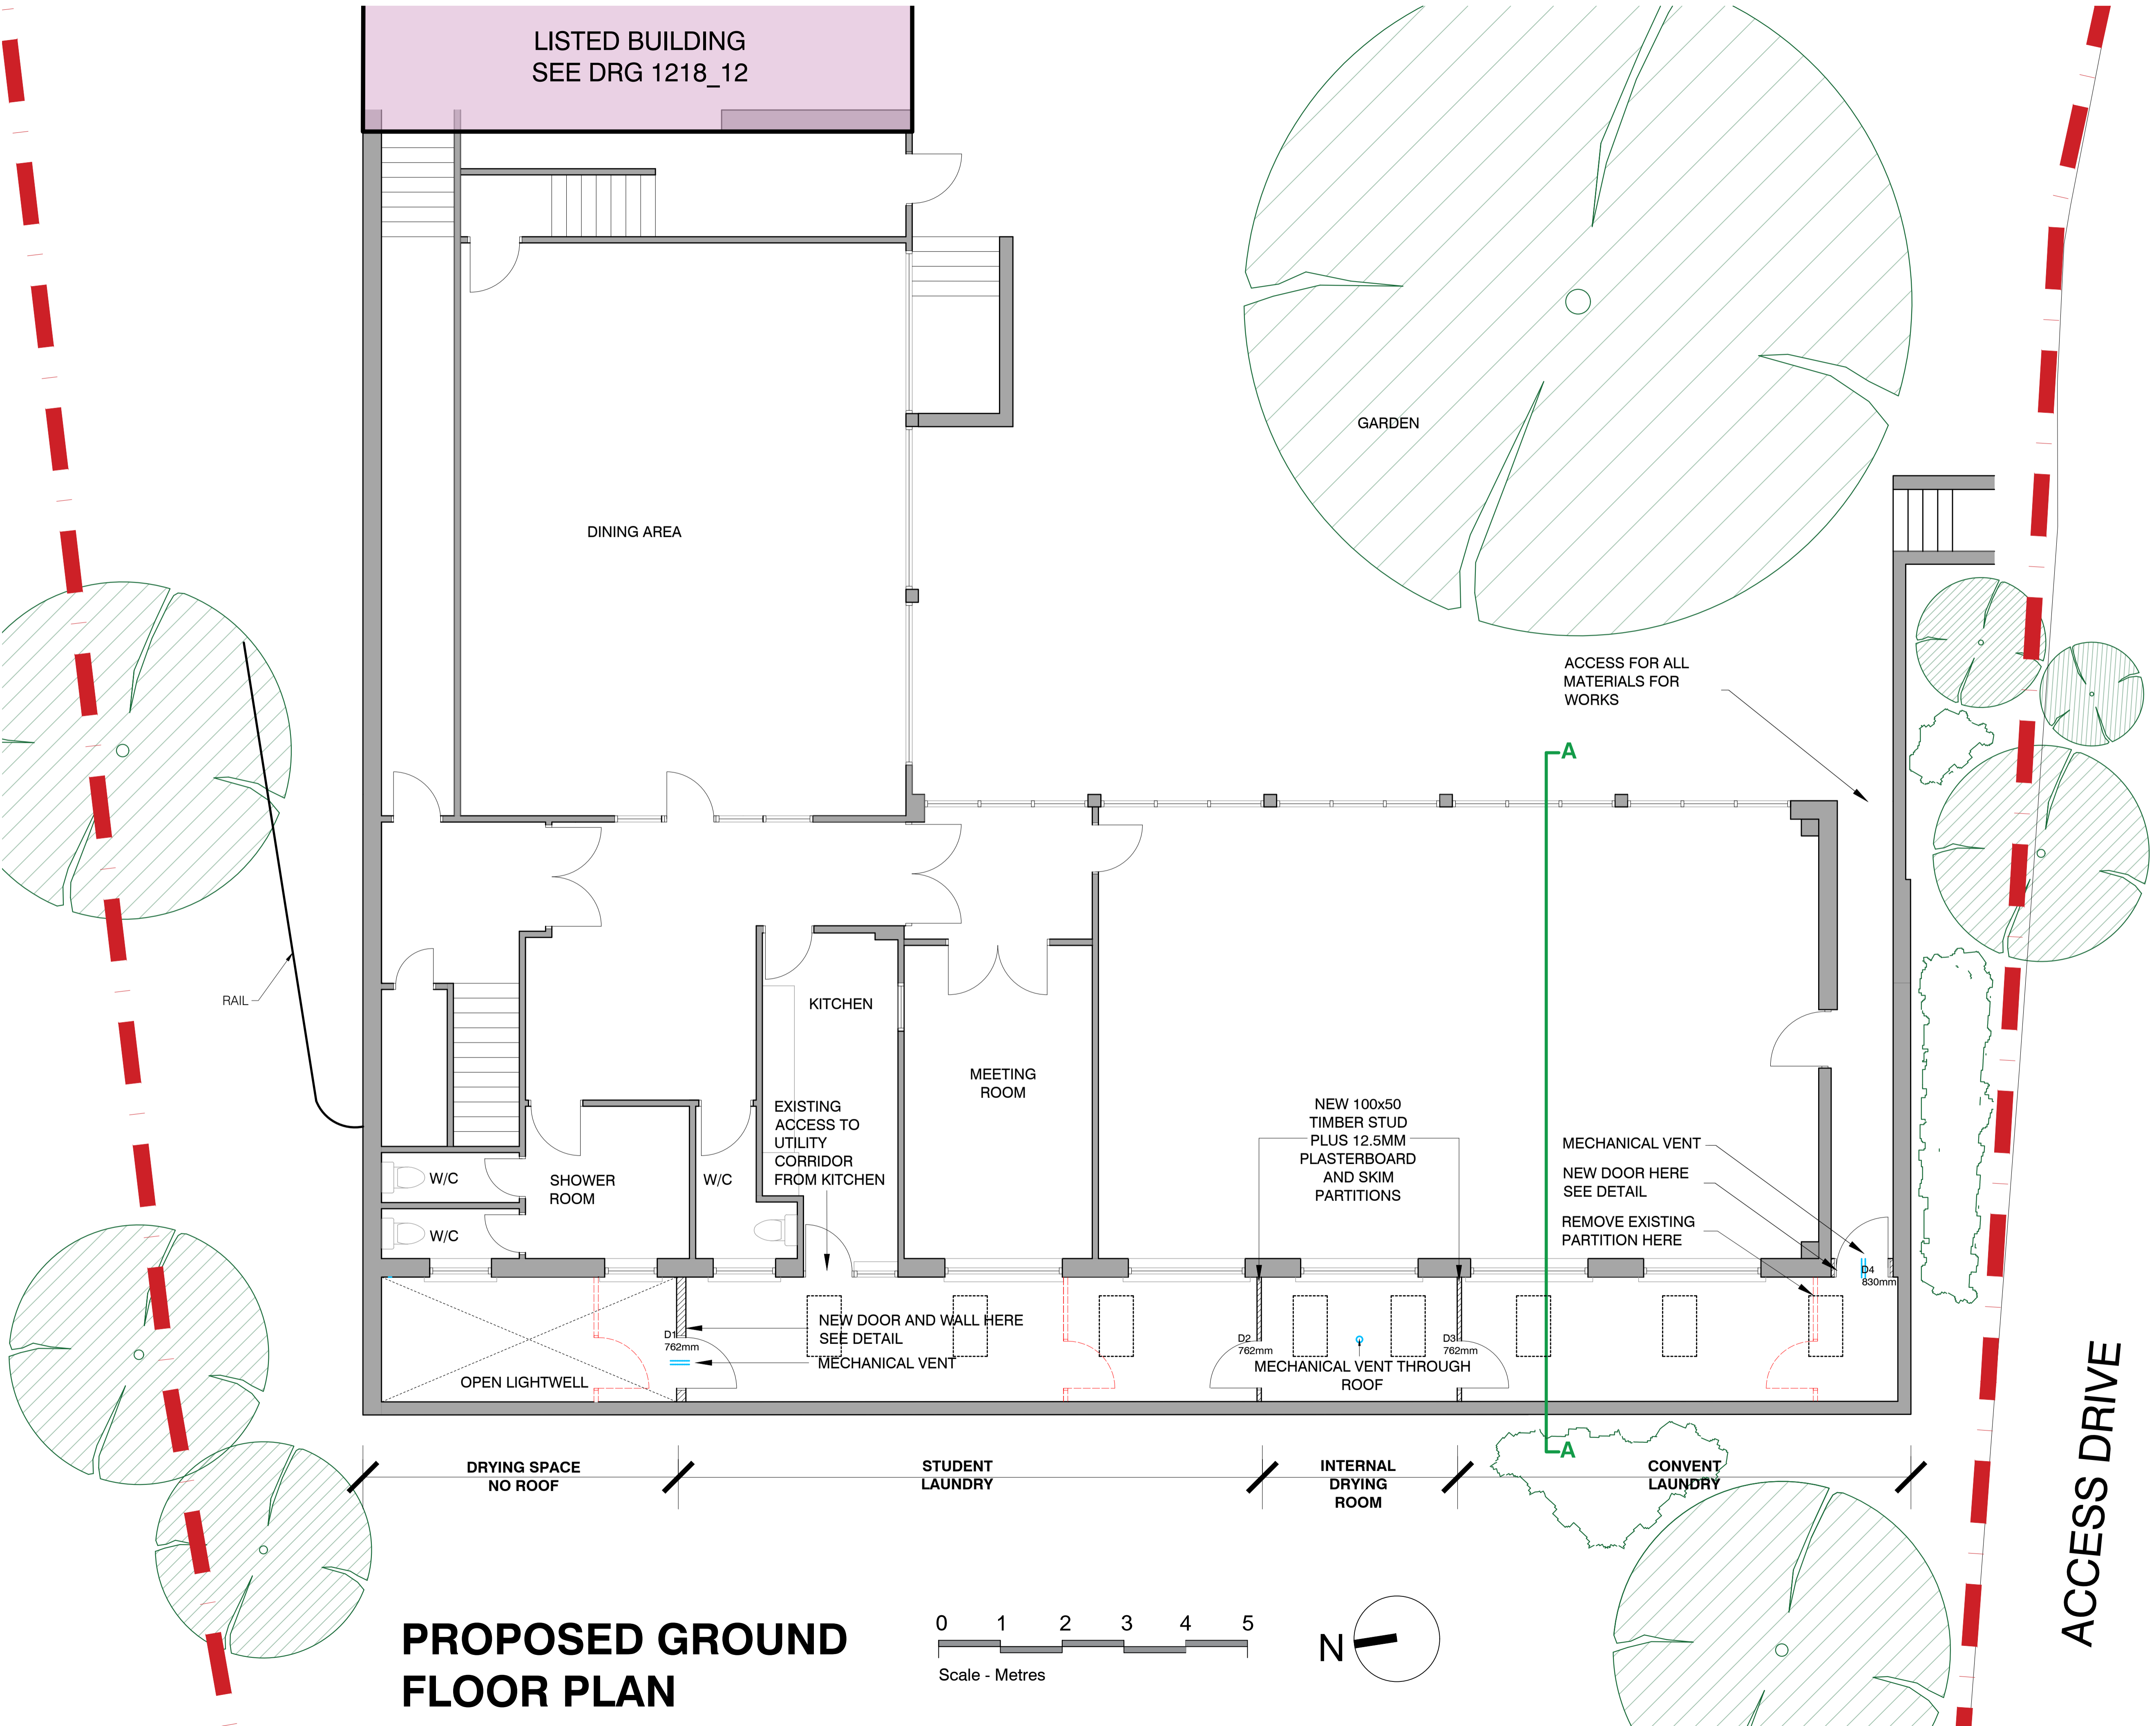 LISTED BUILDING
SEE DRG 1218_12
GARDEN
DINING AREA
ACCESS FOR ALL
MATERIALS FOR
WORKS
A
RAIL
KITCHEN
MEETING
ROOM
EXISTING
ACCESS TO
UTILITY
CORRIDOR
FROM KITCHEN
NEW 100x50
TIMBER STUD
PLUS 12.5MM
PLASTERBOARD
AND SKIM
PARTITIONS
MECHANICAL VENT
NEW DOOR HERE
SEE DETAIL
REMOVE EXISTING
PARTITION HERE
W/C
SHOWER
ROOM
W/C
W/C
D4
830mm
NEW DOOR AND WALL HERE
SEE DETAIL
MECHANICAL VENT
D1
762mm
D2
762mm
D3
762mm
MECHANICAL VENT THROUGH
ROOF
OPEN LIGHTWELL
A
DRYING SPACE
NO ROOF
STUDENT
LAUNDRY
INTERNAL
DRYING
ROOM
CONVENT
LAUNDRY
ACCESS DRIVE
PROPOSED GROUND
FLOOR PLAN
0 1 2 3 4 5
Scale - Metres
N